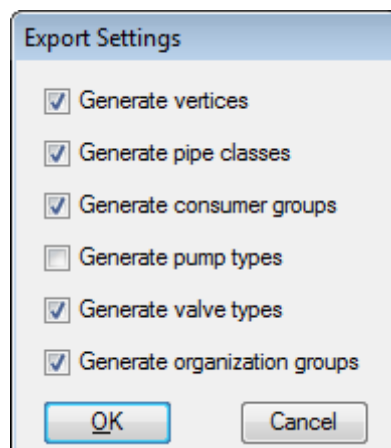 Export Settings
Generate vertices
Generate pipe classes
Generate consumer groups
Generate pump types
Generate valve types
Generate organization groups
OK
Cancel